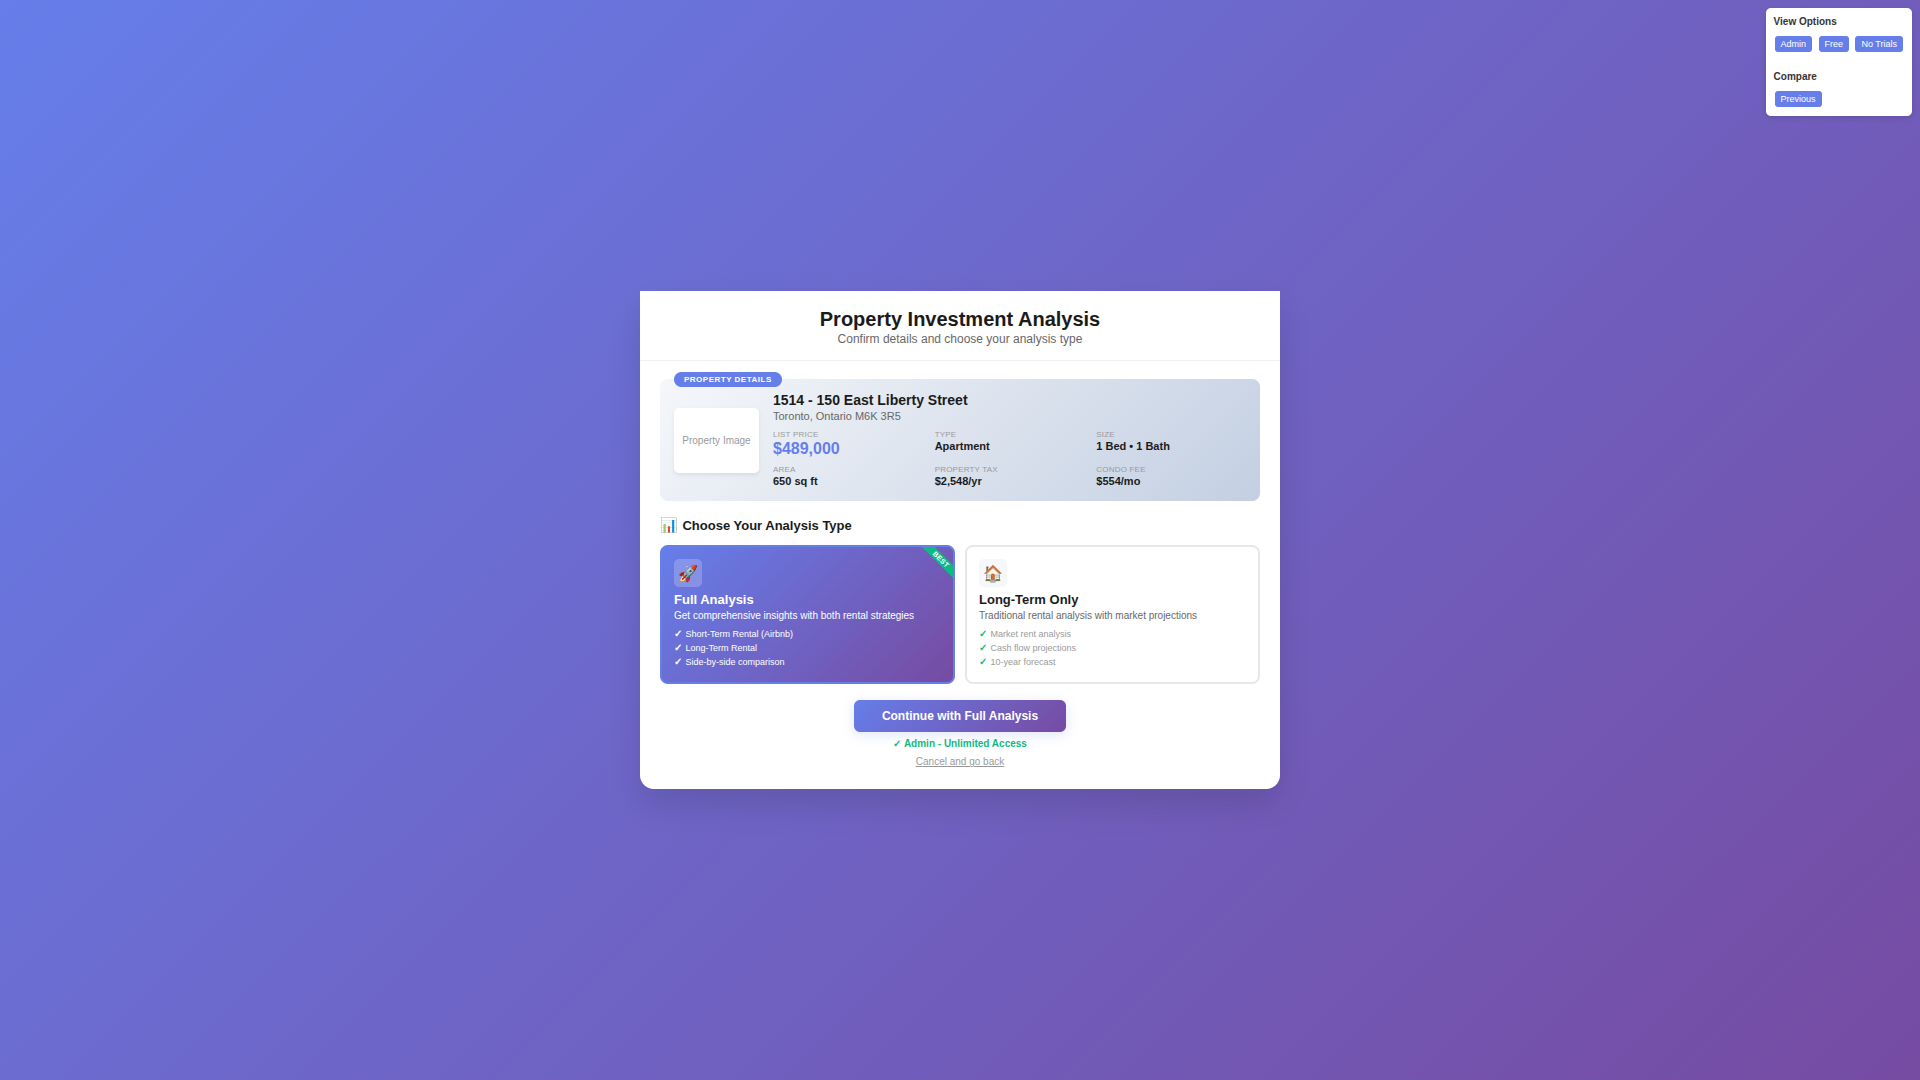 View Options
Admin Free No Trials
Compare
Previous
Property Investment Analysis
Confirm details and choose your analysis type
PROPERTY DETAILS
Property Image
1514 - 150 East Liberty Street
Toronto, Ontario M6K 3R5
LIST PRICE TYPE SIZE
$489,000 Apartment 1 Bed • 1 Bath
AREA PROPERTY TAX CONDO FEE
650 sq ft $2,548/yr $554/mo
📊 Choose Your Analysis Type
BEST
🚀
Full Analysis
Get comprehensive insights with both rental strategies
✓ Short-Term Rental (Airbnb)
✓ Long-Term Rental
✓ Side-by-side comparison
🏠
Long-Term Only
Traditional rental analysis with market projections
✓ Market rent analysis
✓ Cash flow projections
✓ 10-year forecast
Continue with Full Analysis
✓ Admin - Unlimited Access
Cancel and go back